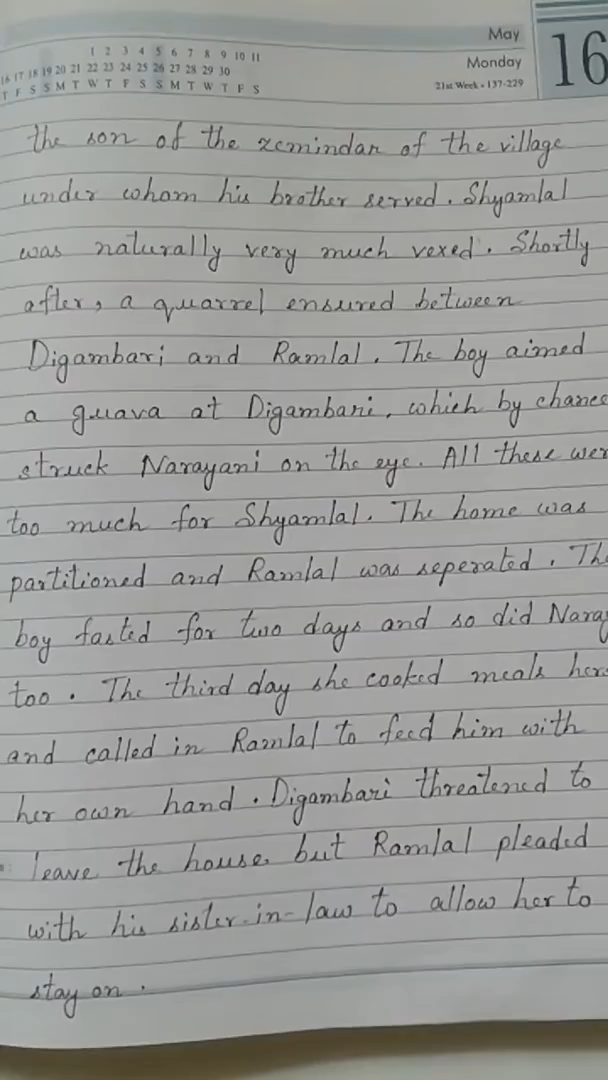 May
Monday
21st Week • 137-229
16
1 2 3 4 5 6 7 8 9 10 11
16 17 18 19 20 21 22 23 24 25 26 27 28 29 30
T F S S M T W T F S S M T W T F S
the son of the zemindar of the village
under whom his brother served. Shyamlal
was naturally very much vexed. Shortly
after, a quarrel ensured between
Digambari and Ramlal. The boy aimed
a guava at Digambari, which by chance
struck Narayani on the eye. All these wer
too much for Shyamlal. The home was
partitioned and Ramlal was seperated. Th
boy fasted for two days and so did Naray
too. The third day she cooked meals hers
and called in Ramlal to feed him with
her own hand. Digambari threatened to
leave the house. but Ramlal pleaded
with his sister-in-law to allow her to
stay on.